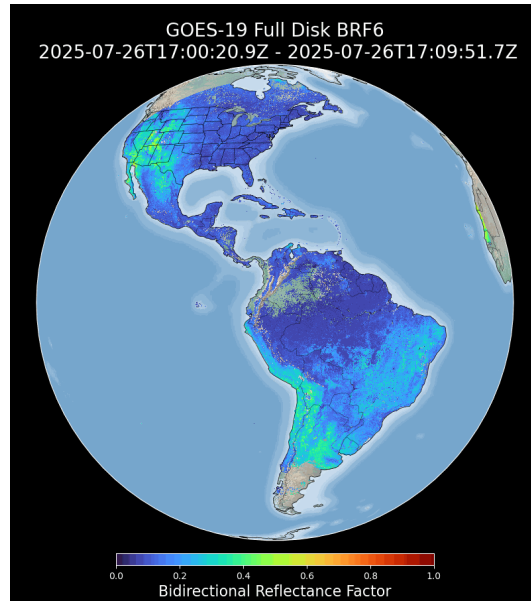 GOES-19 Full Disk BRF6
2025-07-26T17:00:20.9Z - 2025-07-26T17:09:51.7Z
0.0 0.2 0.4 0.6 0.8 1.0
Bidirectional Reflectance Factor